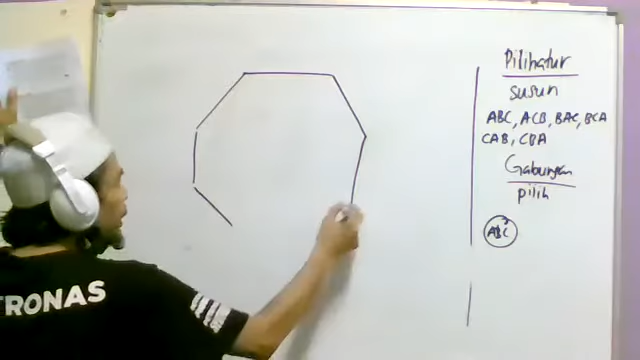 Pilihatur
susun
ABC, ACB, BAC, BCA
CAB, CBA
Gabungan
pilih
ABC
TRONAS